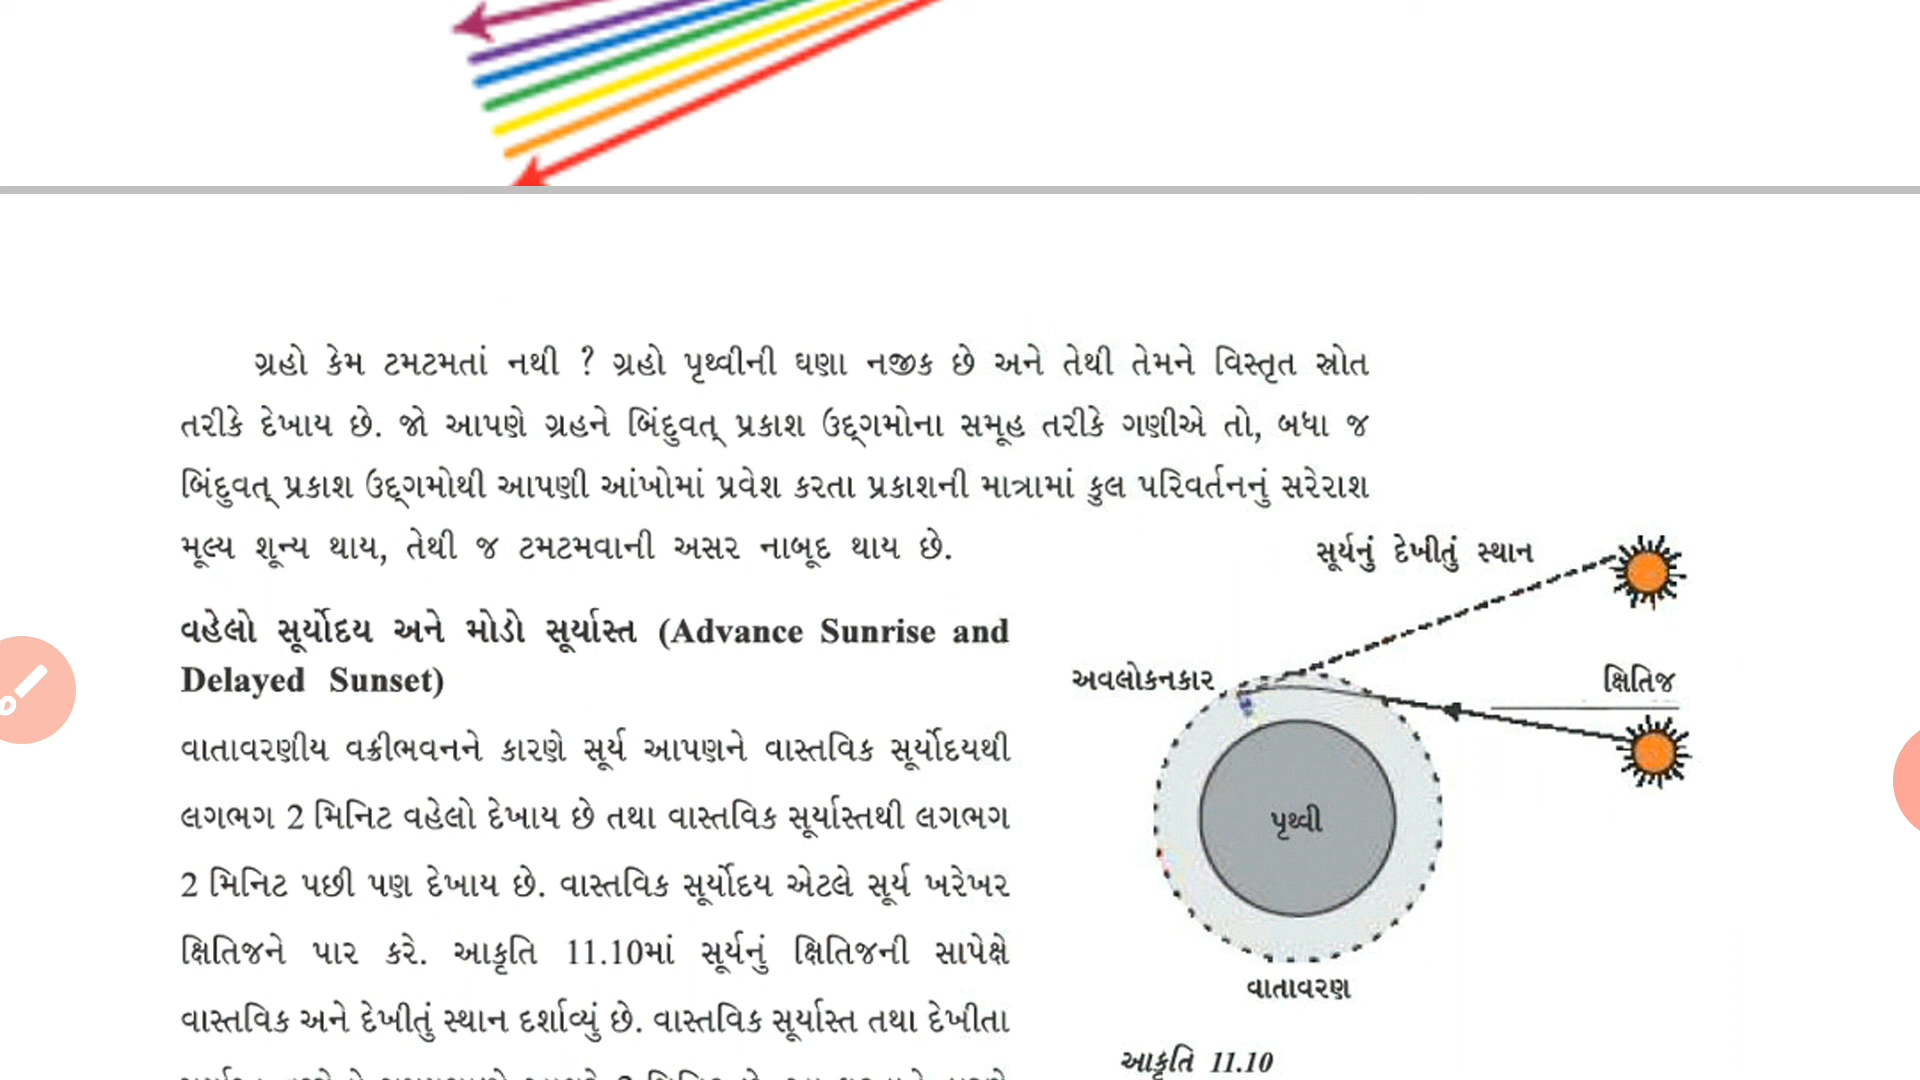 ગ્રહો કેમ ટમટમતાં નથી ? ગ્રહો પૃથ્વીની ઘણા નજીક છે અને તેથી તેમને વિસ્તૃત સ્રોત
તરીકે દેખાય છે. જો આપણે ગ્રહને બિંદુવત્ પ્રકાશ ઉદ્ગમોના સમૂહ તરીકે ગણીએ તો, બધા જ
બિંદુવત્ પ્રકાશ ઉદ્ગમોથી આપણી આંખોમાં પ્રવેશ કરતા પ્રકાશની માત્રામાં કુલ પરિવર્તનનું સરેરાશ
મૂલ્ય શૂન્ય થાય, તેથી જ ટમટમવાની અસર નાબૂદ થાય છે.
વહેલો સૂર્યોદય અને મોડો સૂર્યાસ્ત (Advance Sunrise and
Delayed Sunset)
વાતાવરણીય વક્રીભવનને કારણે સૂર્ય આપણને વાસ્તવિક સૂર્યોદયથી
લગભગ 2 મિનિટ વહેલો દેખાય છે તથા વાસ્તવિક સૂર્યાસ્તથી લગભગ
2 મિનિટ પછી પણ દેખાય છે. વાસ્તવિક સૂર્યોદય એટલે સૂર્ય ખરેખર
ક્ષિતિજને પાર કરે. આકૃતિ 11.10માં સૂર્યનું ક્ષિતિજની સાપેક્ષે
વાસ્તવિક અને દેખીતું સ્થાન દર્શાવ્યું છે. વાસ્તવિક સૂર્યાસ્ત તથા દેખીતા
સૂર્યનું દેખીતું સ્થાન
અવલોકનકાર
ક્ષિતિજ
પૃથ્વી
વાતાવરણ
આકૃતિ 11.10